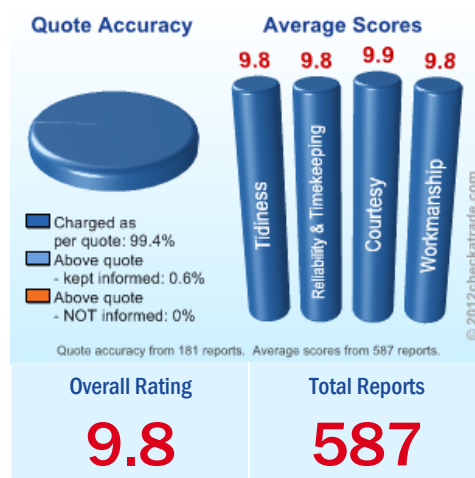 Quote Accuracy
Charged as
per quote: 99.4%
Above quote
- kept informed: 0.6%
Above quote
- NOT informed: 0%
Average Scores
9.8 9.8 9.9 9.8
Tidiness
Reliability & Timekeeping
Courtesy
Workmanship
© 2012checkatrade.com
Quote accuracy from 181 reports. Average scores from 587 reports.
Overall Rating
9.8
Total Reports
587